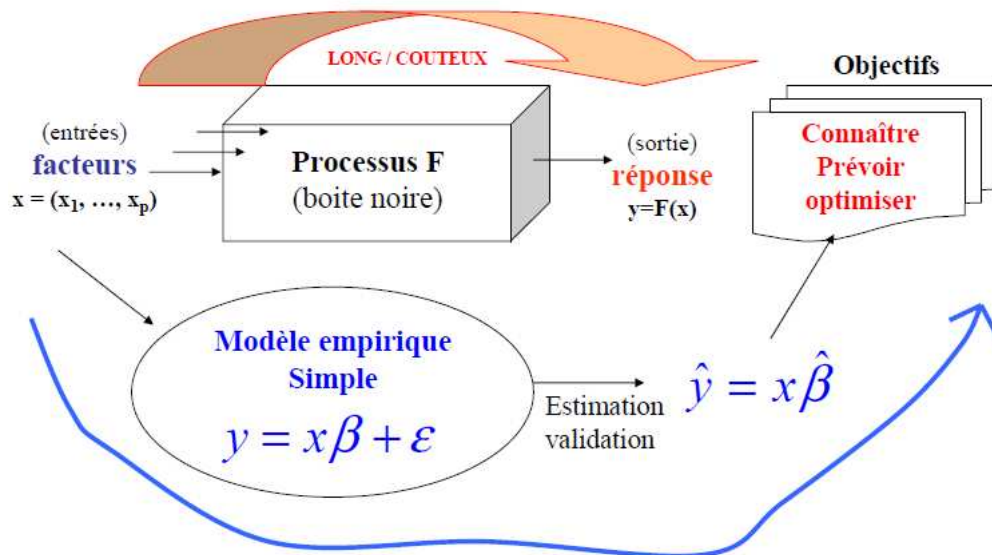 LONG / COUTEUX
Objectifs
(entrées)
facteurs
x = (x₁, …, xₚ)
Processus F
(boite noire)
(sortie)
réponse
y=F(x)
Connaître
Prévoir
optimiser
Modèle empirique
Simple
y = xβ + ε
Estimation
validation
ŷ = xβ̂